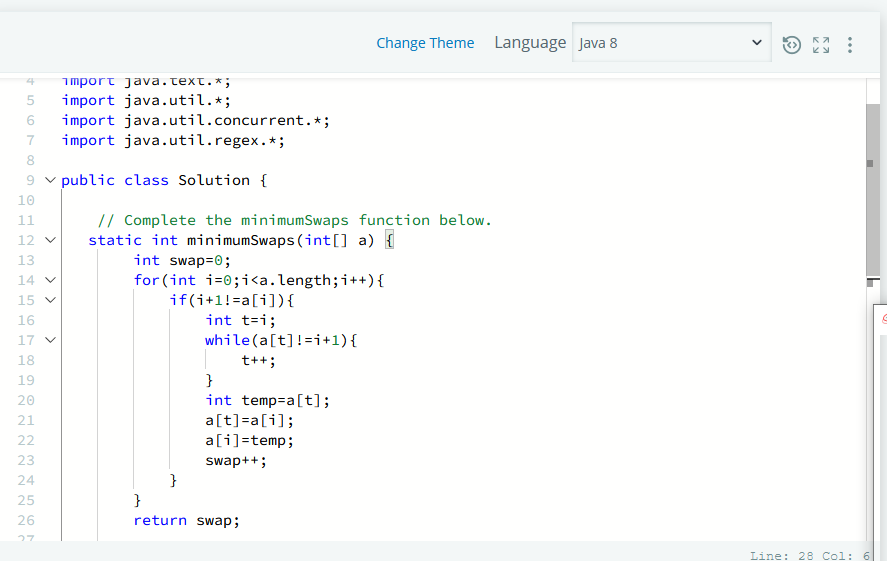 Change Theme Language Java 8
4 import java.text.*;
5 import java.util.*;
6 import java.util.concurrent.*;
7 import java.util.regex.*;
8
9 public class Solution {
10
11 // Complete the minimumSwaps function below.
12 static int minimumSwaps(int[] a) {
13 int swap=0;
14 for(int i=0;i<a.length;i++){
15 if(i+1!=a[i]){
16 int t=i;
17 while(a[t]!=i+1){
18 t++;
19 }
20 int temp=a[t];
21 a[t]=a[i];
22 a[i]=temp;
23 swap++;
24 }
25 }
26 return swap;
27
Line: 28 Col: 6